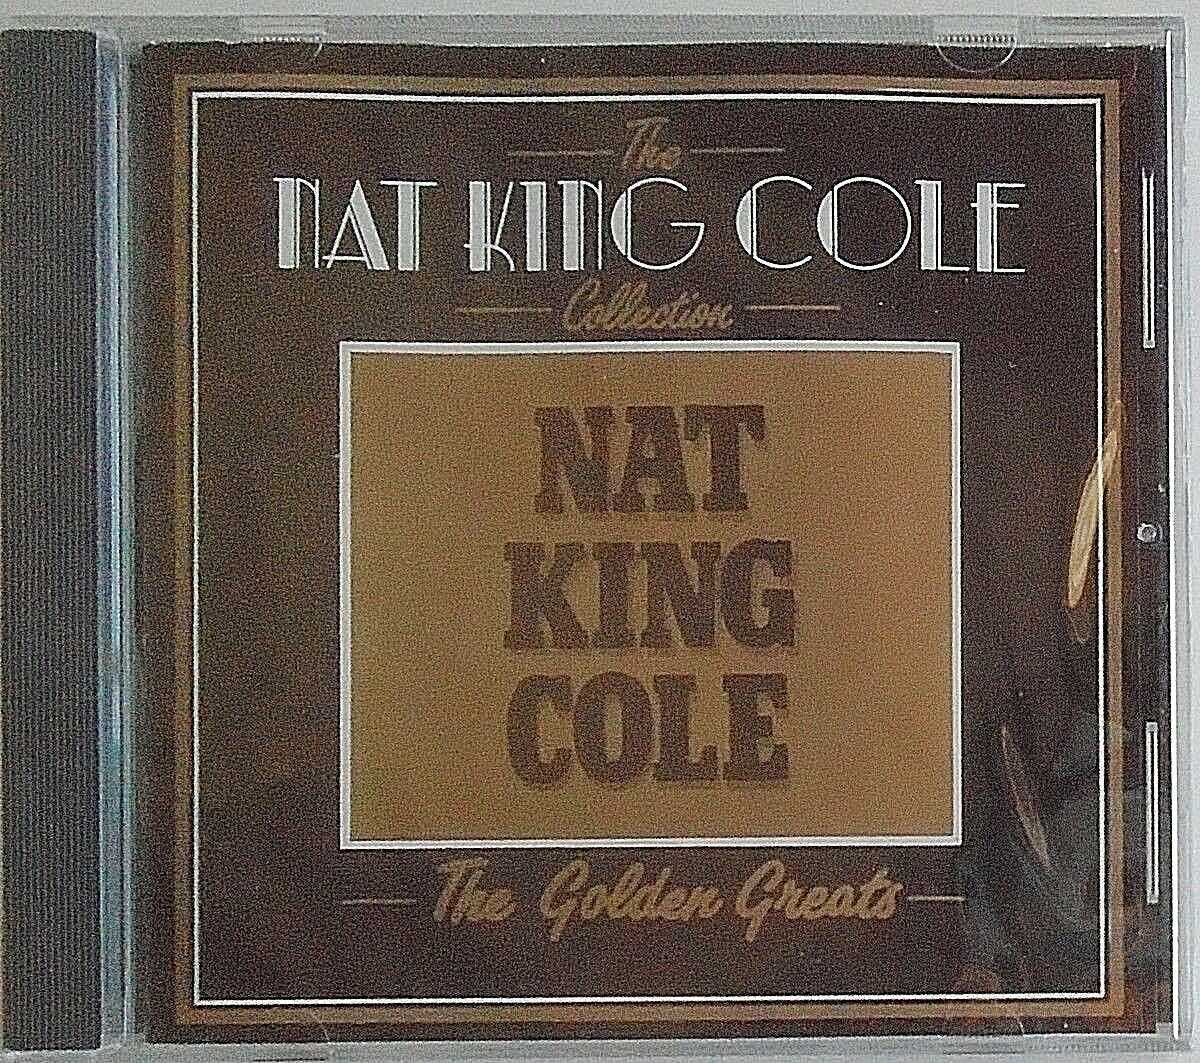 The
NAT KING COLE
Collection
NAT
KING
COLE
The Golden Greats